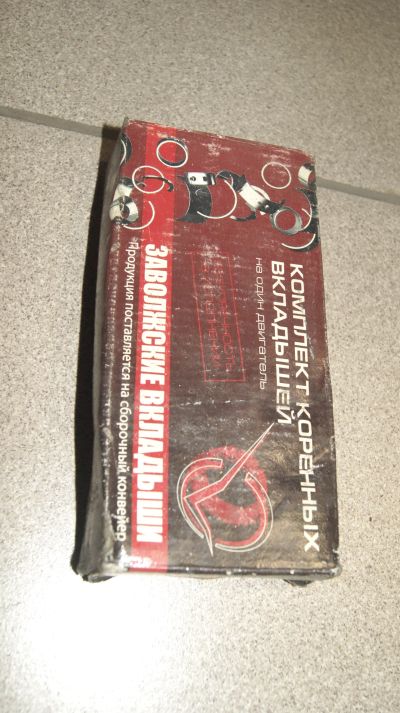 КОМПЛЕКТ КОРЕННЫХ
ВКЛАДЫШЕЙ
на один двигатель
ЗАВОЛЖСКИЕ ВКЛАДЫШИ
Продукция поставляется на сборочный конвейер